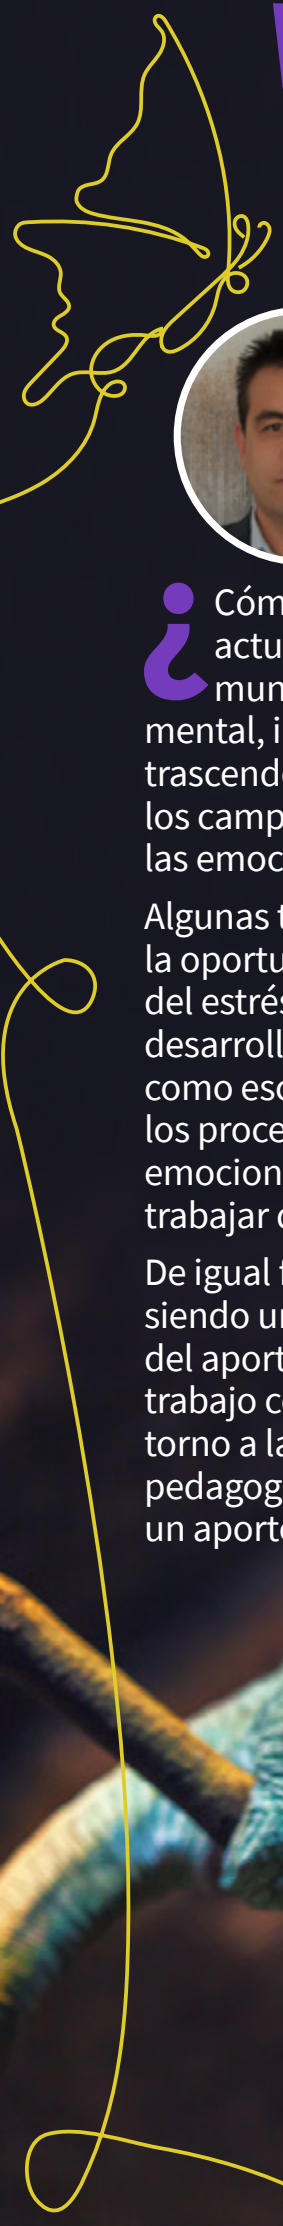 ¿Cóm
actu
mun
mental, i
trascend
los camp
las emoc
Algunas t
la oportu
del estrés
desarroll
como esc
los proce
emocion
trabajar
De igual f
siendo un
del aport
trabajo c
torno a la
pedagog
un aport